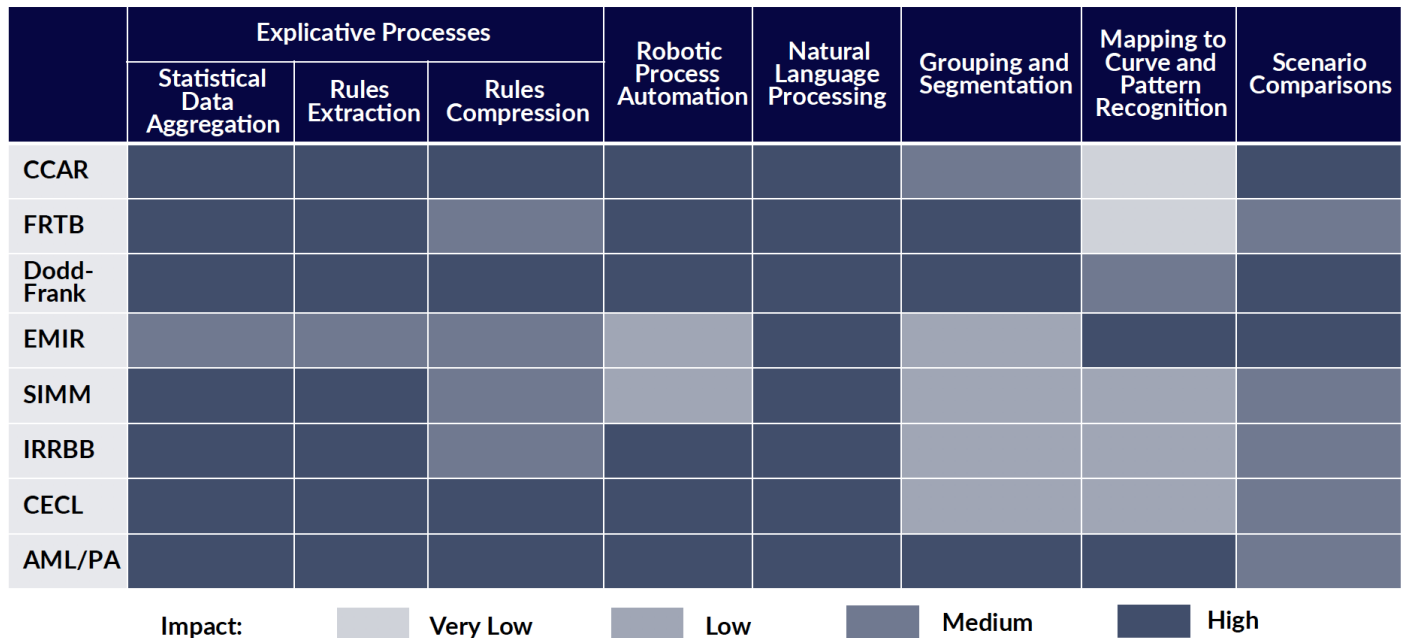 Explicative Processes
Statistical
Data
Aggregation
Rules
Extraction
Rules
Compression
Robotic
Process
Automation
Natural
Language
Processing
Grouping and
Segmentation
Mapping to
Curve and
Pattern
Recognition
Scenario
Comparisons
CCAR
FRTB
Dodd-
Frank
EMIR
SIMM
IRRBB
CECL
AML/PA
Impact: Very Low Low Medium High